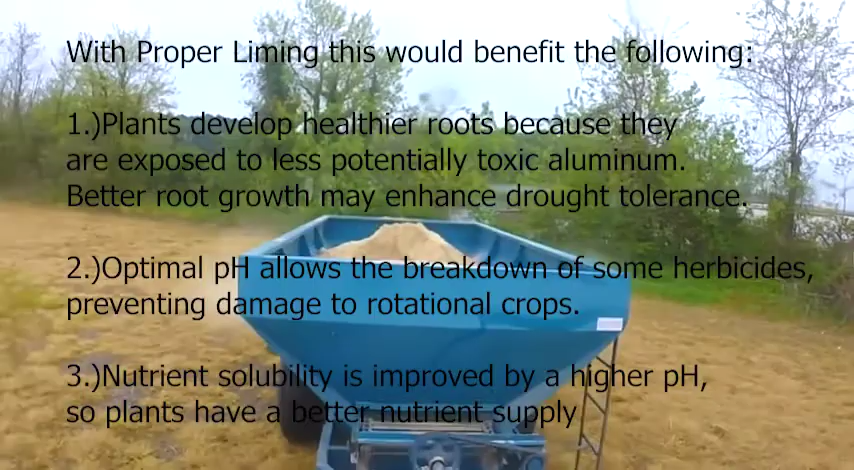 With Proper Liming this would benefit the following:
1.)Plants develop healthier roots because they
are exposed to less potentially toxic aluminum.
Better root growth may enhance drought tolerance.
2.)Optimal pH allows the breakdown of some herbicides,
preventing damage to rotational crops.
3.)Nutrient solubility is improved by a higher pH,
so plants have a better nutrient supply